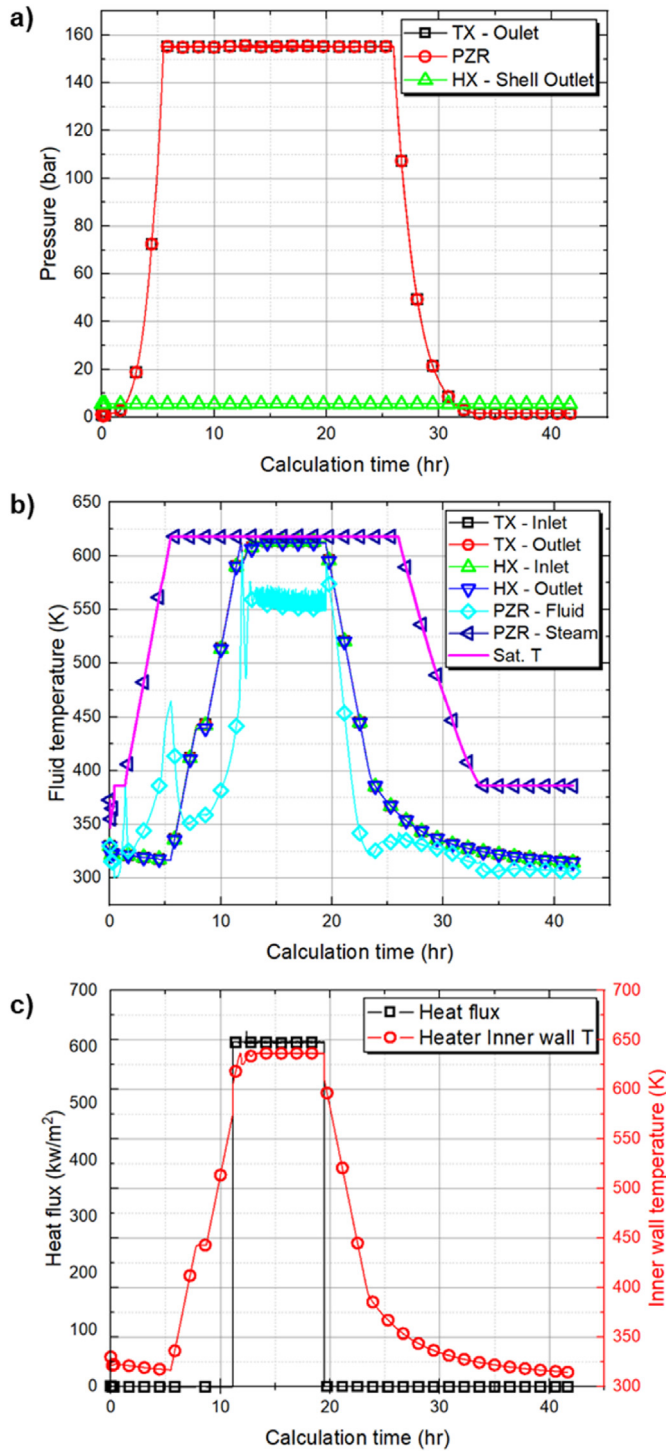 a)
160
140
120
100
80
60
40
20
0
Pressure (bar)
TX - Oulet
PZR
HX - Shell Outlet
0 10 20 30 40
Calculation time (hr)
b)
650
600
550
500
450
400
350
300
Fluid temperature (K)
TX - Inlet
TX - Outlet
HX - Inlet
HX - Outlet
PZR - Fluid
PZR - Steam
Sat. T
0 10 20 30 40
Calculation time (hr)
c)
700
600
500
400
300
200
100
0
Heat flux (kw/m²)
Heat flux
Heater Inner wall T
700
650
600
550
500
450
400
350
300
Inner wall temperature (K)
0 10 20 30 40
Calculation time (hr)